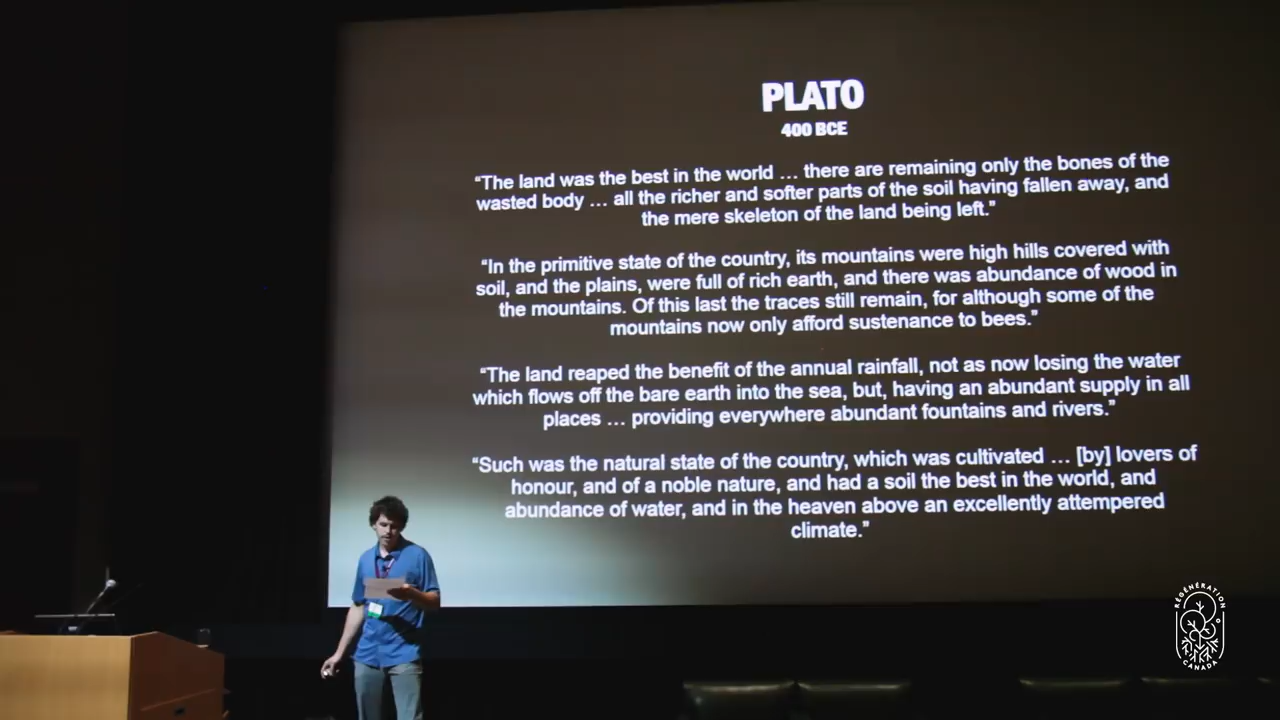 PLATO
400 BCE
“The land was the best in the world … there are remaining only the bones of the
wasted body … all the richer and softer parts of the soil having fallen away, and
the mere skeleton of the land being left.”
“In the primitive state of the country, its mountains were high hills covered with
soil, and the plains, were full of rich earth, and there was abundance of wood in
the mountains. Of this last the traces still remain, for although some of the
mountains now only afford sustenance to bees.”
“The land reaped the benefit of the annual rainfall, not as now losing the water
which flows off the bare earth into the sea, but, having an abundant supply in all
places … providing everywhere abundant fountains and rivers.”
“Such was the natural state of the country, which was cultivated … [by] lovers of
honour, and of a noble nature, and had a soil the best in the world, and
abundance of water, and in the heaven above an excellently attempered
climate.”
RÉGÉNÉRATION
CANADA